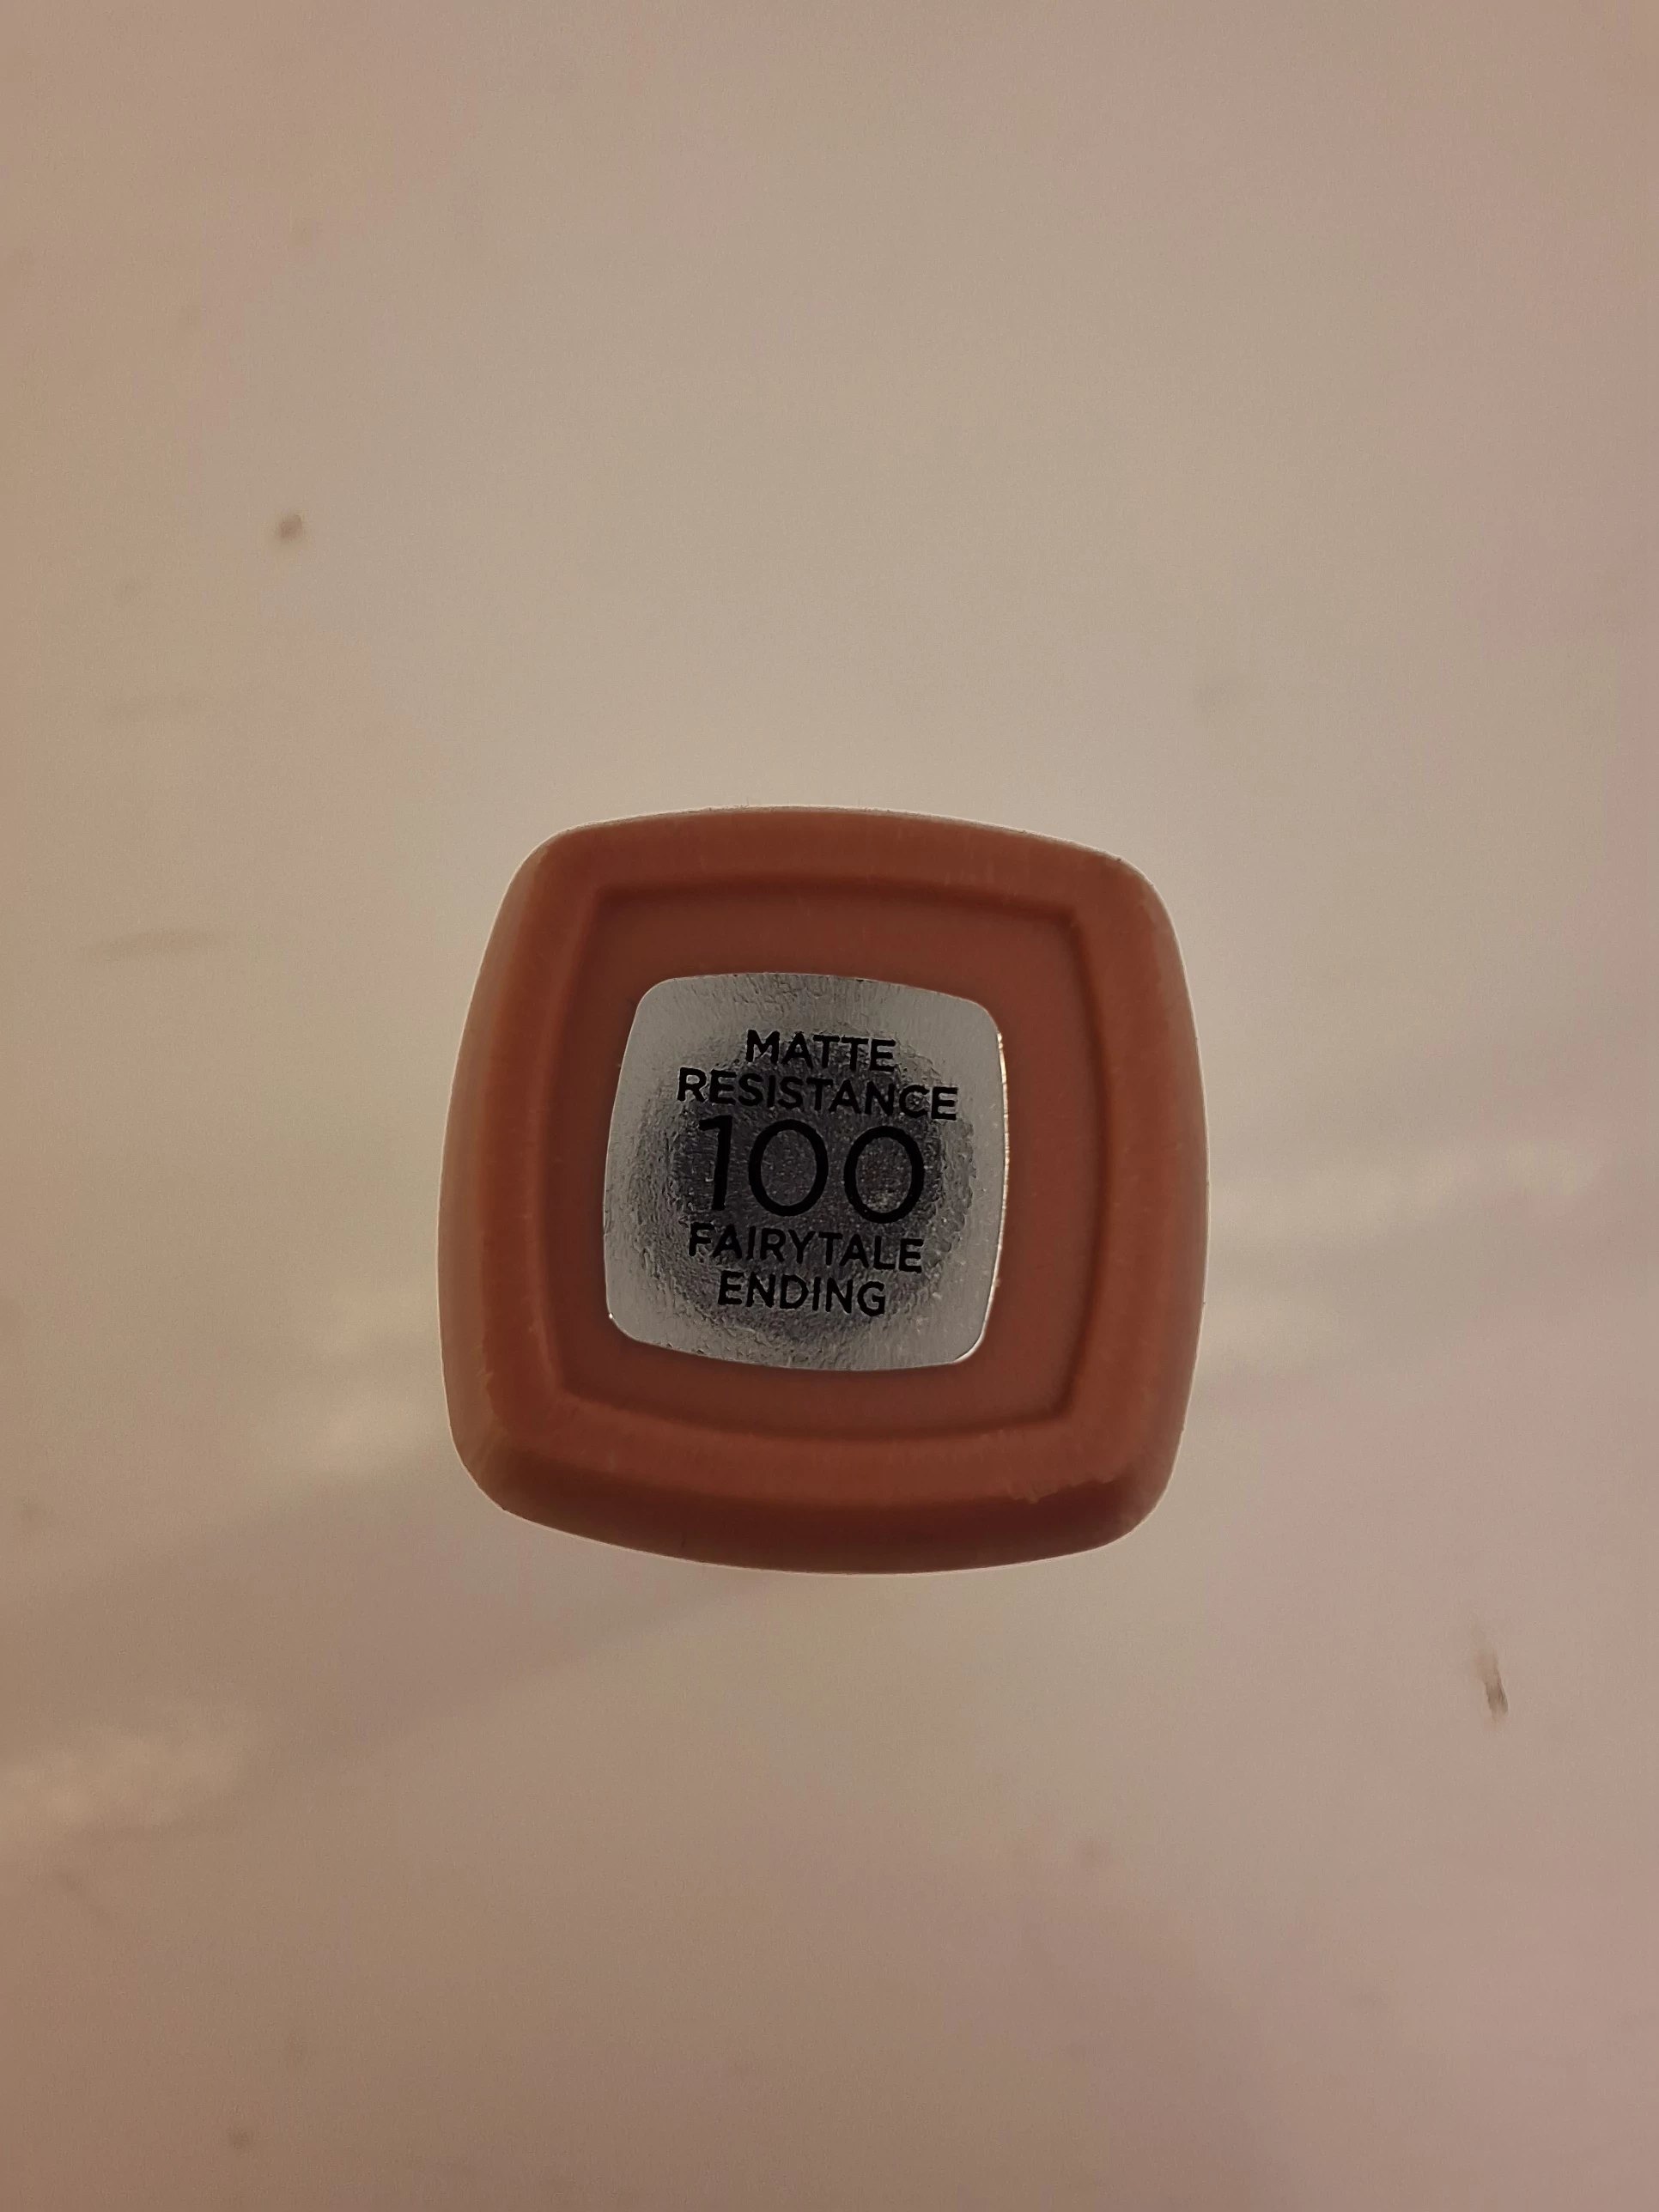 MATTE
RESISTANCE
100
FAIRYTALE
ENDING